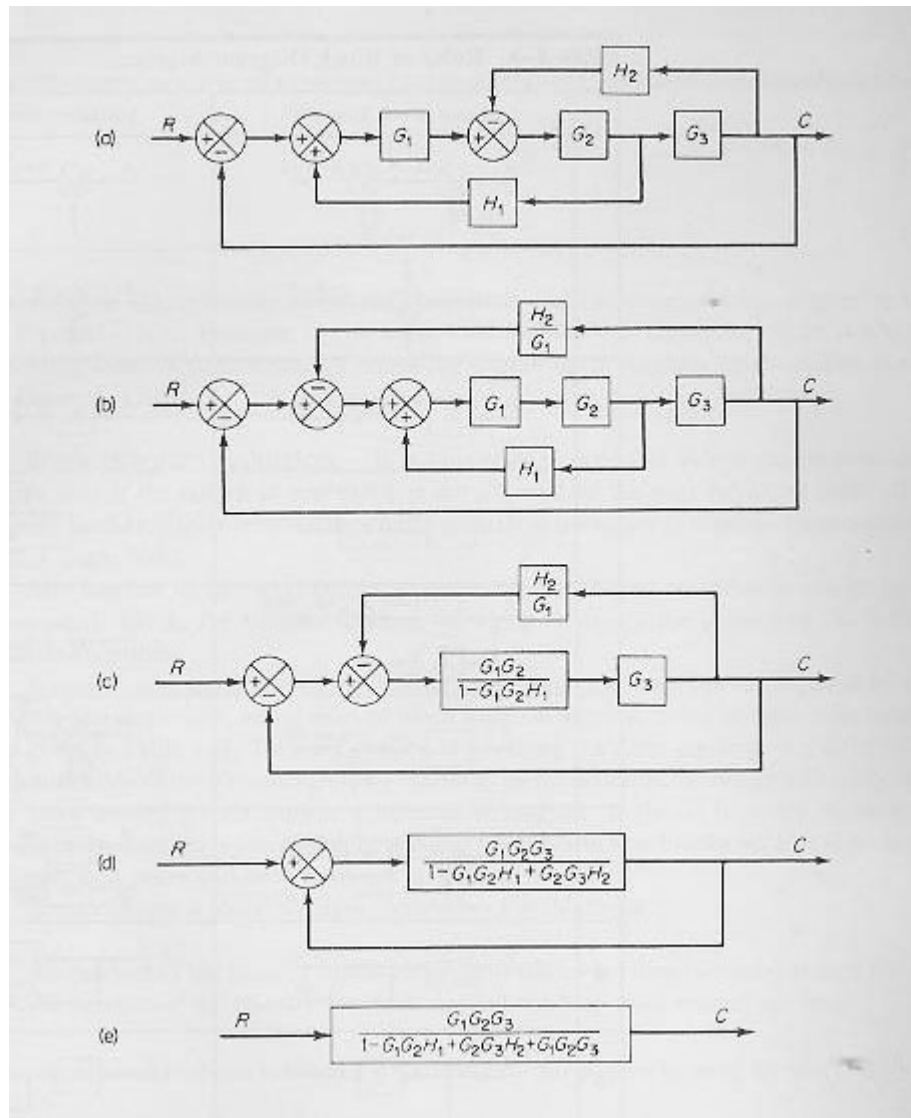 H₂
(a) R + − + + G₁ + − G₂ G₃ C
H₁
H₂
G₁
(b) R + − + − + + G₁ G₂ G₃ C
H₁
H₂
G₁
(c) R + − + − G₁G₂ G₃ C
1−G₁G₂H₁
(d) R + − G₁G₂G₃ C
1−G₁G₂H₁+G₂G₃H₂
(e) R G₁G₂G₃ C
1−G₁G₂H₁+G₂G₃H₂+G₁G₂G₃